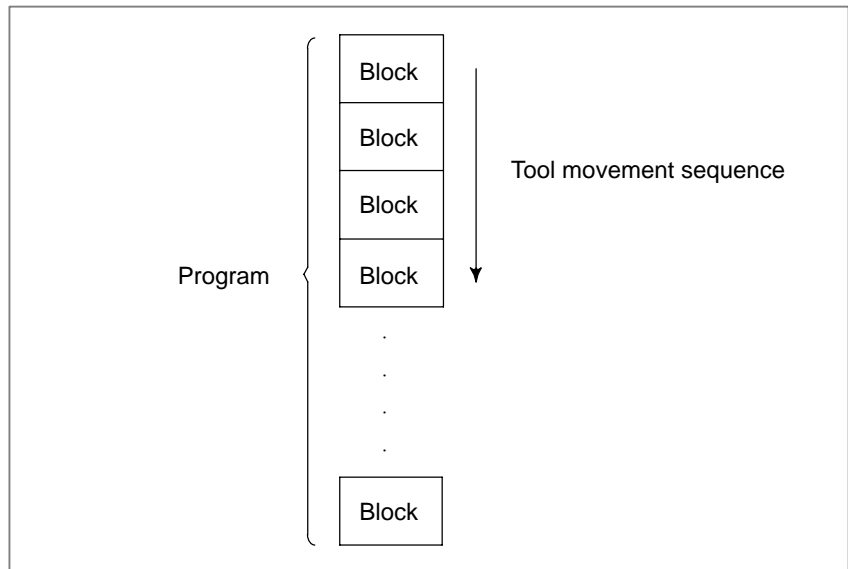 Block
Block
Tool movement sequence
Block
Program
Block
.
.
.
.
Block